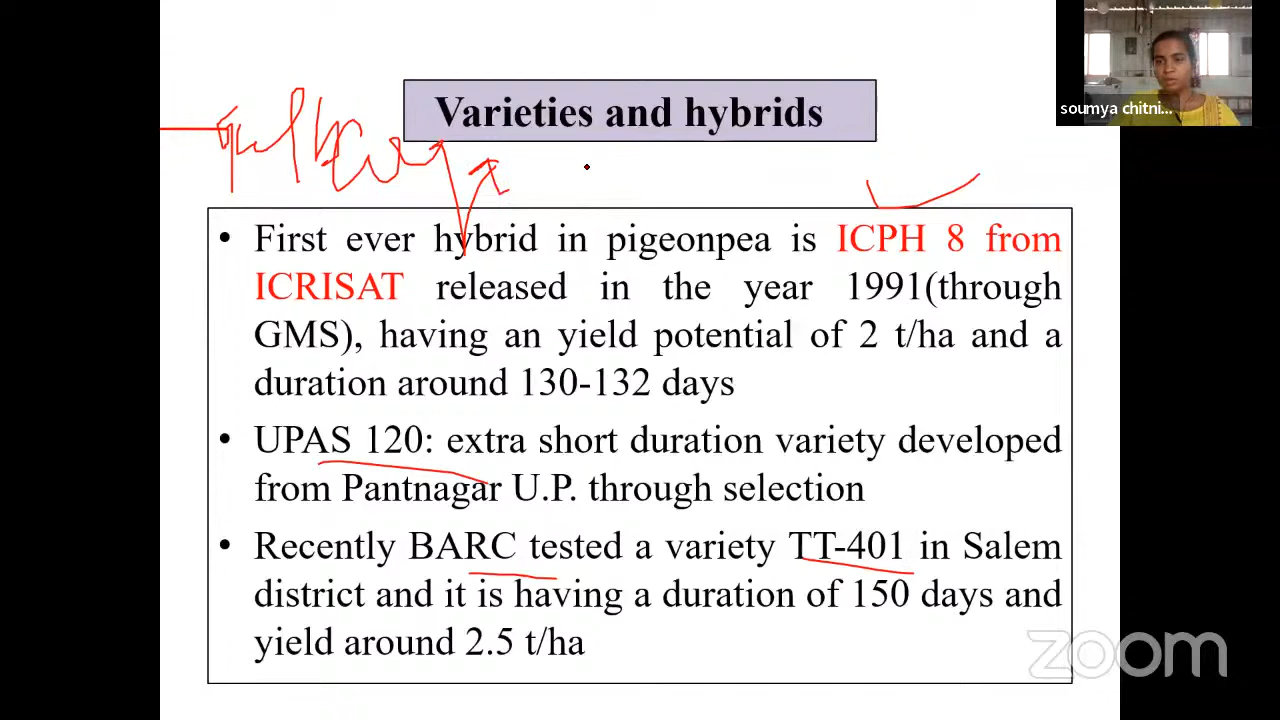 soumya chitni...
Varieties and hybrids
• First ever hybrid in pigeonpea is ICPH 8 from
ICRISAT released in the year 1991(through
GMS), having an yield potential of 2 t/ha and a
duration around 130-132 days
• UPAS 120: extra short duration variety developed
from Pantnagar U.P. through selection
• Recently BARC tested a variety TT-401 in Salem
district and it is having a duration of 150 days and
yield around 2.5 t/ha
zoom